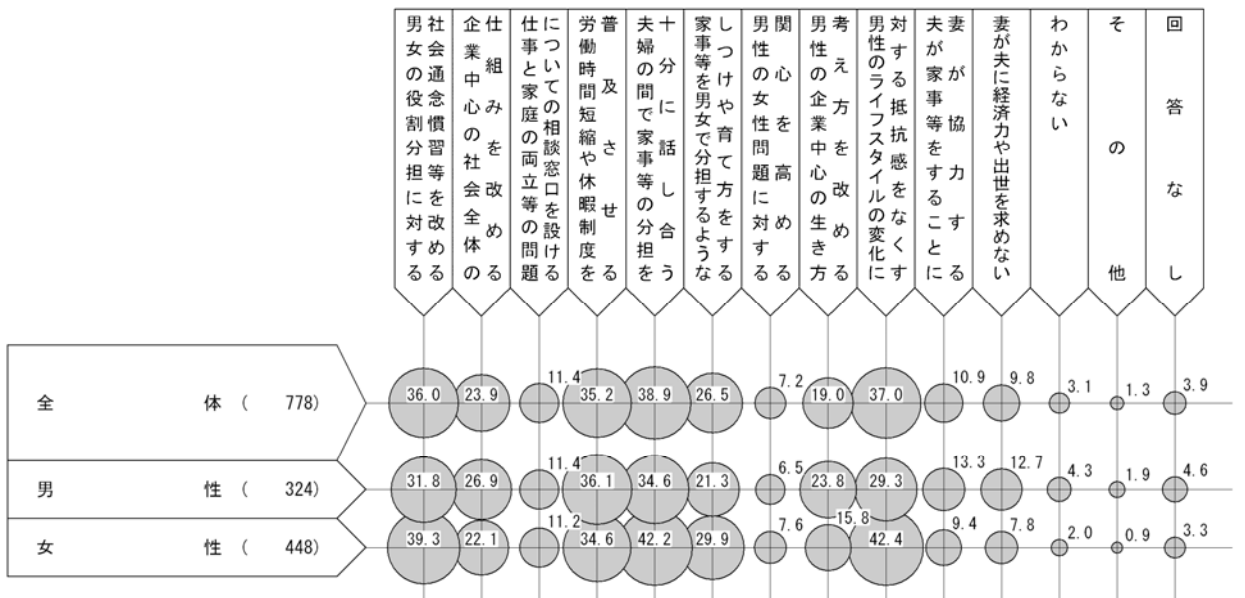 男女の役割分担に対する
社会通念慣習等を改める
企業中心の社会全体の
仕組みを改める
仕事と家庭の両立等の問題
についての相談窓口を設ける
労働時間短縮や休暇制度を
普及させる
夫婦の間で家事等の分担を
十分に話し合う
家事等を男女で分担するような
しつけや育て方をする
男性の女性問題に対する
関心を高める
男性の企業中心の生き方
考え方を改める
男性のライフスタイルの変化に
対する抵抗感をなくす
夫が家事等をすることに
妻が協力する
妻が夫に経済力や出世を求めない
わからない
その他
回答なし
全体 ( 778) 36.0 23.9 11.4 35.2 38.9 26.5 7.2 19.0 37.0 10.9 9.8 3.1 1.3 3.9
男性 ( 324) 31.8 26.9 11.4 36.1 34.6 21.3 6.5 23.8 29.3 13.3 12.7 4.3 1.9 4.6
女性 ( 448) 39.3 22.1 11.2 34.6 42.2 29.9 7.6 15.8 42.4 9.4 7.8 2.0 0.9 3.3